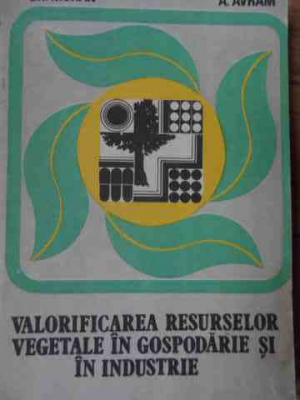 A. AVRAM
VALORIFICAREA RESURSELOR
VEGETALE ÎN GOSPODĂRIE ȘI
ÎN INDUSTRIE